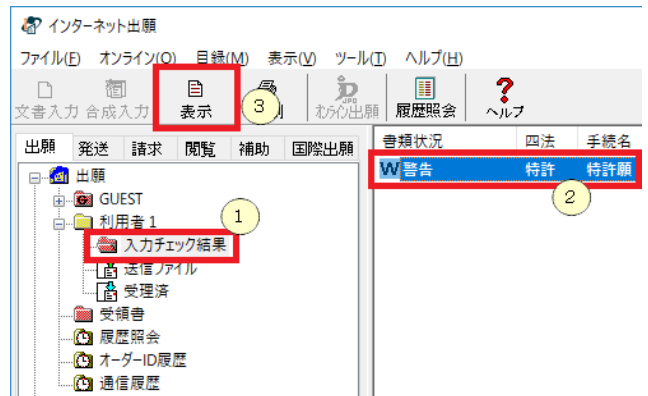 インターネット出願
ファイル(F) オンライン(O) 目録(M) 表示(V) ツール(T) ヘルプ(H)
文書入力 合成入力 表示 3 オンライン出願 履歴照会 ヘルプ
出願 発送 請求 閲覧 補助 国際出願
書類状況 四法 手続名
W 警告 特許 特許願
2
出願
GUEST
利用者1
1
入力チェック結果
送信ファイル
受理済
受領書
履歴照会
オーダーID履歴
通信履歴